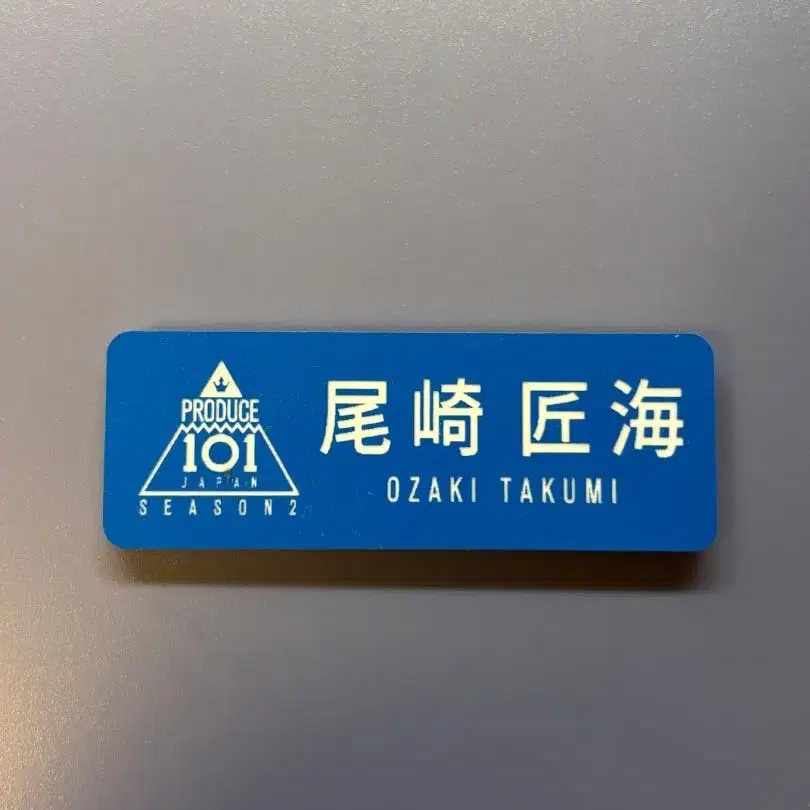 PRODUCE
101
JAPAN
SEASON2
尾崎 匠海
OZAKI TAKUMI